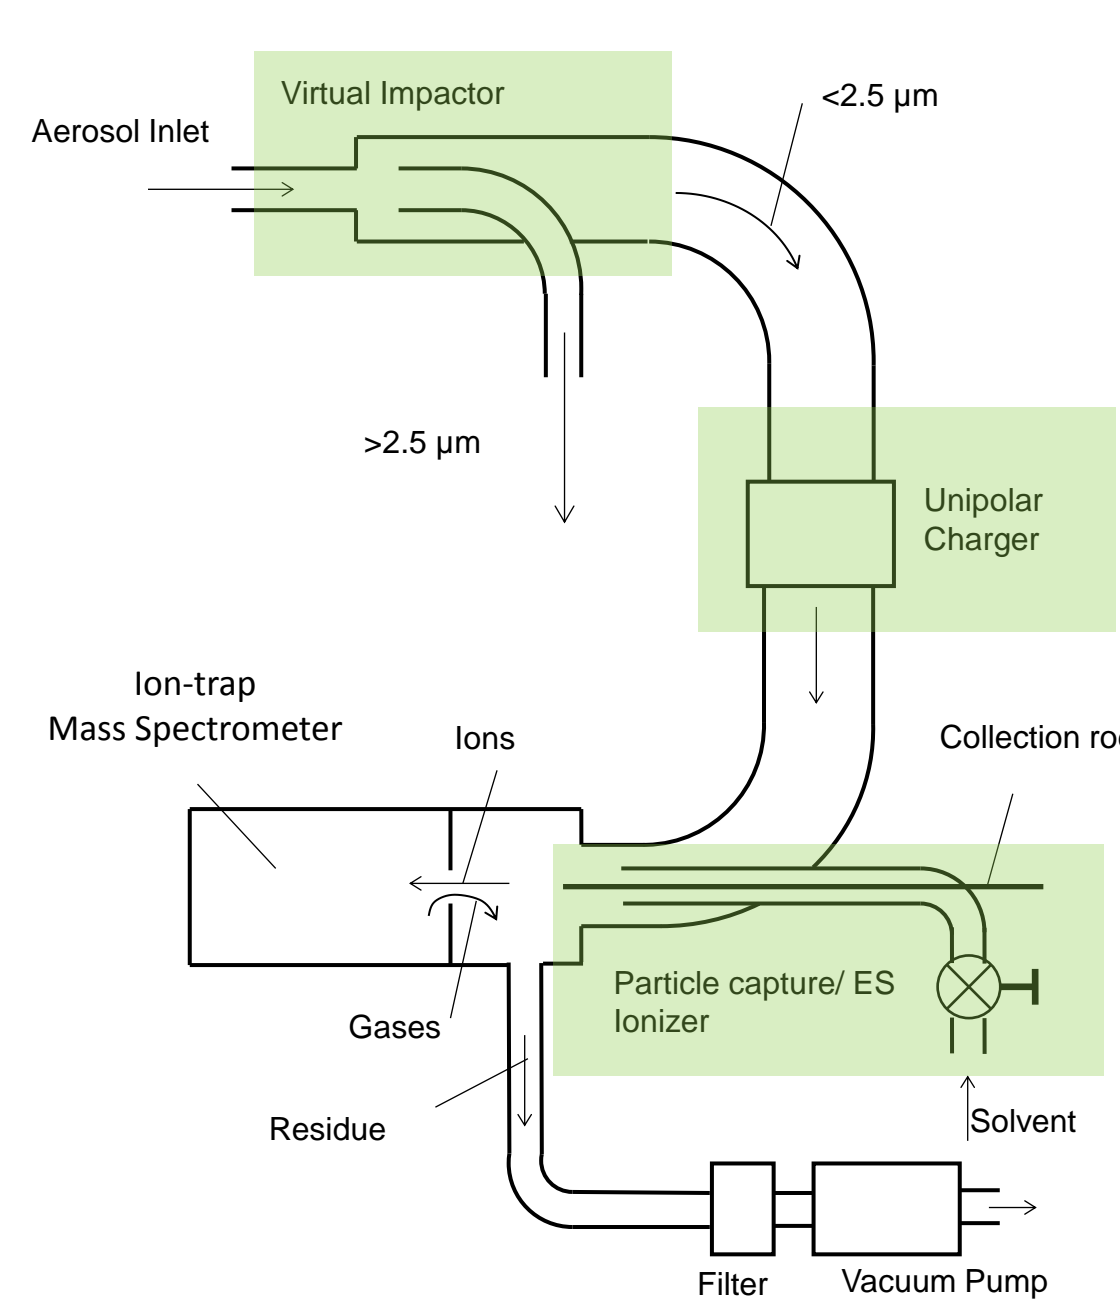 Virtual Impactor
<2.5 µm
Aerosol Inlet
>2.5 µm
Unipolar
Charger
Ion-trap
Mass Spectrometer
Ions
Collection
Particle capture/ ES
Ionizer
Gases
Residue
Solvent
Filter
Vacuum Pump